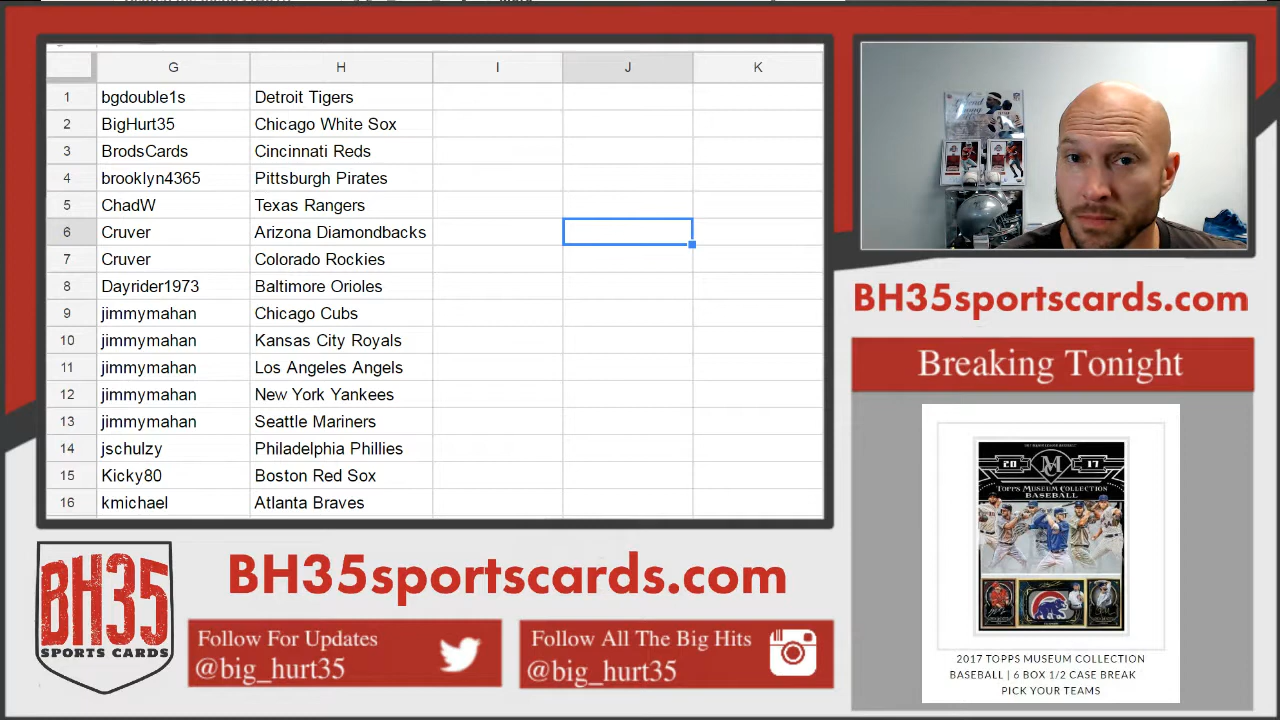 G H I J K
1 bgdouble1s Detroit Tigers
2 BigHurt35 Chicago White Sox
3 BrodsCards Cincinnati Reds
4 brooklyn4365 Pittsburgh Pirates
5 ChadW Texas Rangers
6 Cruver Arizona Diamondbacks
7 Cruver Colorado Rockies
8 Dayrider1973 Baltimore Orioles
9 jimmymahan Chicago Cubs
10 jimmymahan Kansas City Royals
11 jimmymahan Los Angeles Angels
12 jimmymahan New York Yankees
13 jimmymahan Seattle Mariners
14 jschulzy Philadelphia Phillies
15 Kicky80 Boston Red Sox
16 kmichael Atlanta Braves
BH35sportscards.com
Breaking Tonight
20 M 17
TOPPS MUSEUM COLLECTION
BASEBALL
2017 TOPPS MUSEUM COLLECTION
BASEBALL | 6 BOX 1/2 CASE BREAK
PICK YOUR TEAMS
BH35
SPORTS CARDS
BH35sportscards.com
Follow For Updates
@big_hurt35
Follow All The Big Hits
@big_hurt35